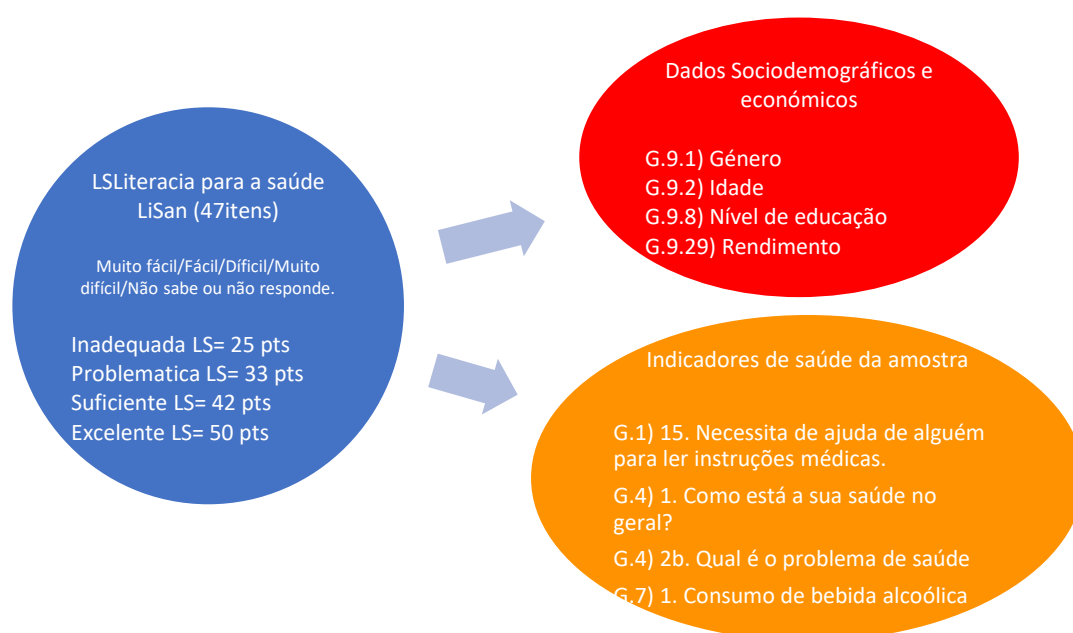 LSLiteracia para a saúde
LiSan (47itens)
Muito fácil/Fácil/Díficil/Muito
difícil/Não sabe ou não responde.
Inadequada LS= 25 pts
Problematica LS= 33 pts
Suficiente LS= 42 pts
Excelente LS= 50 pts
Dados Sociodemográficos e
económicos
G.9.1) Género
G.9.2) Idade
G.9.8) Nível de educação
G.9.29) Rendimento
Indicadores de saúde da amostra
G.1) 15. Necessita de ajuda de alguém
para ler instruções médicas.
G.4) 1. Como está a sua saúde no
geral?
G.4) 2b. Qual é o problema de saúde
G.7) 1. Consumo de bebida alcoólica